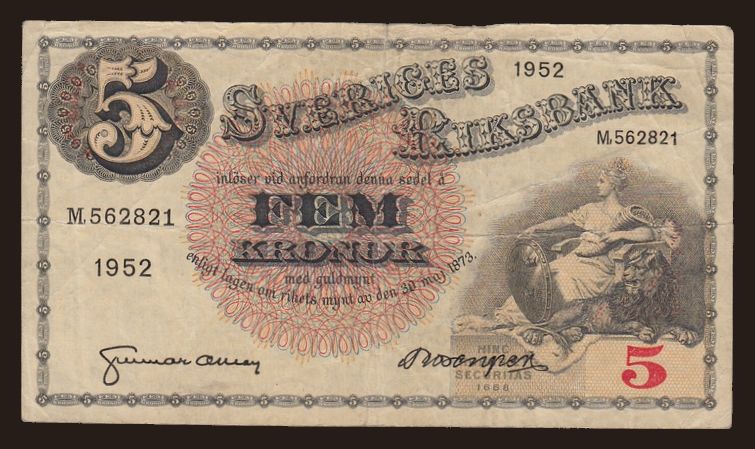 5
SVERIGES
1952
RIKSBANK
M,562821
inlöser vid anfordran denna sedel å
FEM
M,562821
KRONOR
1952
med guldmynt
enligt lagen om rikets mynt av den 30 maj 1873.
HINC
SECURITAS
1668
5